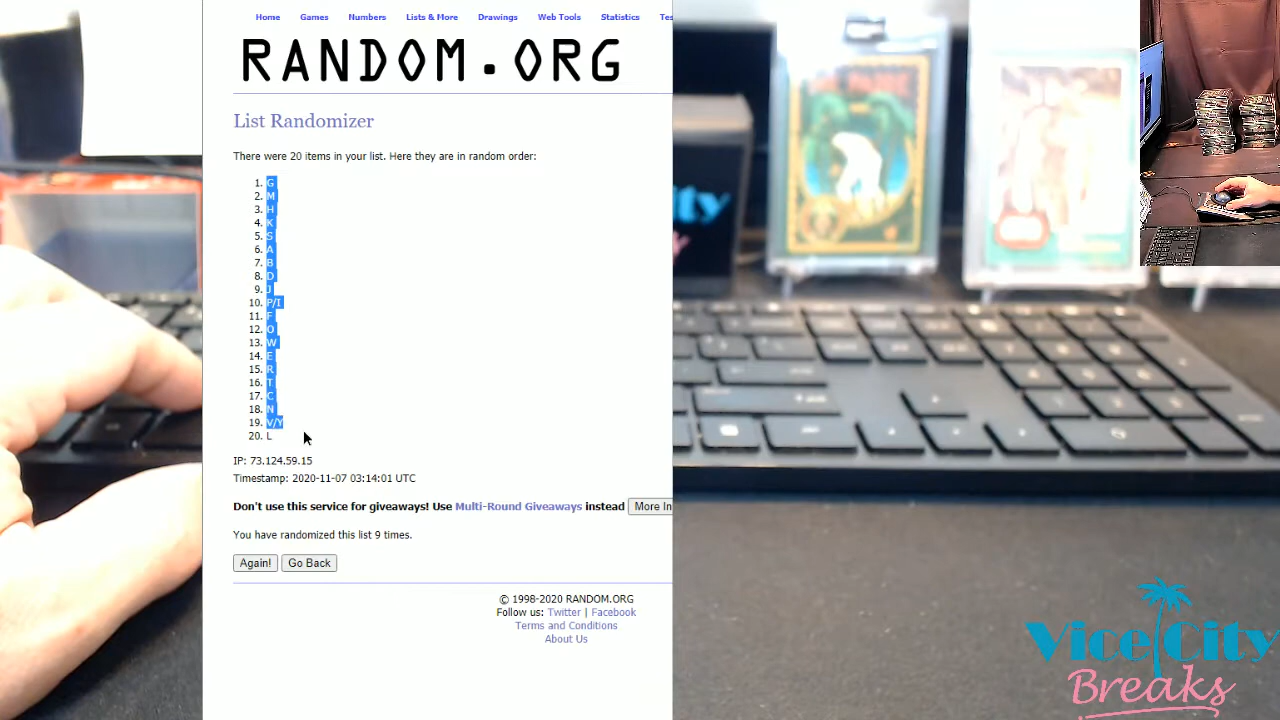 Home Games Numbers Lists & More Drawings Web Tools Statistics Tes
RANDOM.ORG
List Randomizer
There were 20 items in your list. Here they are in random order:
1. G
2. M
3. H
4. K
5. S
6. A
7. B
8. D
9. J
10. P/I
11. F
12. O
13. W
14. E
15. R
16. T
17. C
18. N
19. V/Y
20. L
IP: 73.124.59.15
Timestamp: 2020-11-07 03:14:01 UTC
Don't use this service for giveaways! Use Multi-Round Giveaways instead More In
You have randomized this list 9 times.
Again! Go Back
© 1998-2020 RANDOM.ORG
Follow us: Twitter | Facebook
Terms and Conditions
About Us
Vice City
Breaks